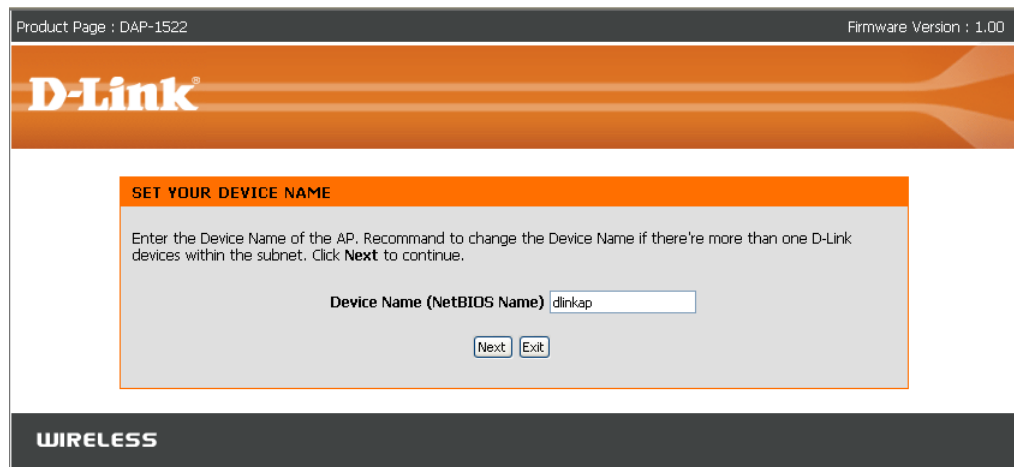 Product Page : DAP-1522
Firmware Version : 1.00
D-Link®
SET YOUR DEVICE NAME
Enter the Device Name of the AP. Recommand to change the Device Name if there're more than one D-Link
devices within the subnet. Click Next to continue.
Device Name (NetBIOS Name) dlinkap
Next Exit
WIRELESS